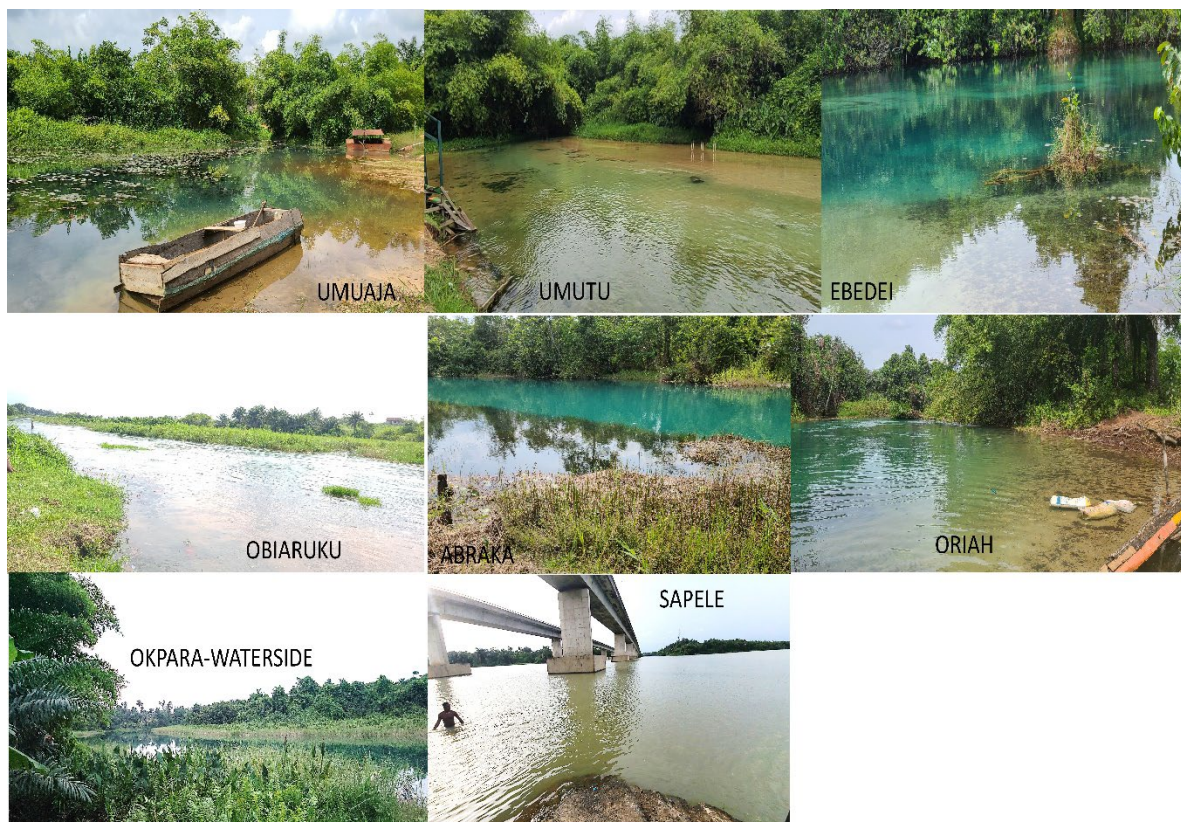 UMUAJA
UMUTU
EBEDEI
OBIARUKU
ABRAKA
ORIAH
OKPARA-WATERSIDE
SAPELE